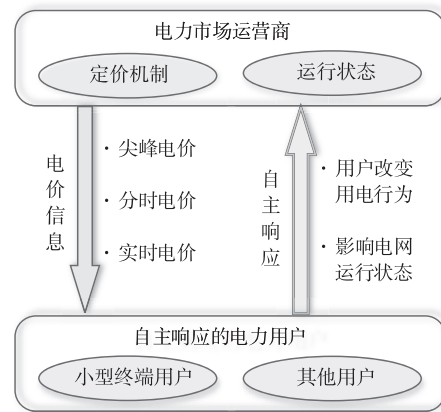 电力市场运营商
定价机制
运行状态
电价信息
· 尖峰电价
· 分时电价
· 实时电价
自主响应
· 用户改变
用电行为
· 影响电网
运行状态
自主响应的电力用户
小型终端用户
其他用户